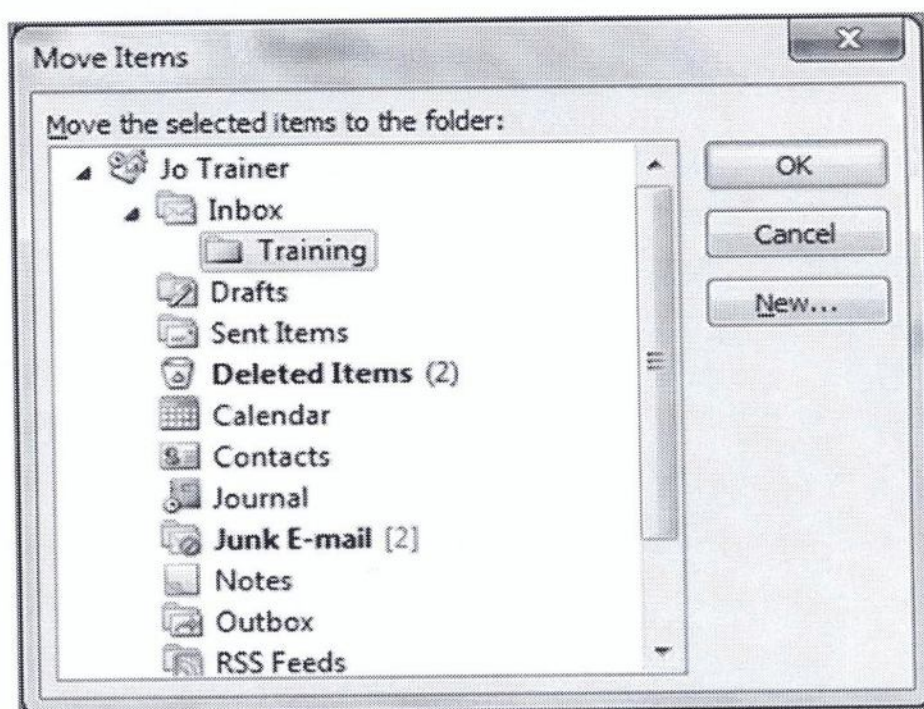 Move Items
Move the selected items to the folder:
Jo Trainer
Inbox
Training
Drafts
Sent Items
Deleted Items (2)
Calendar
Contacts
Journal
Junk E-mail [2]
Notes
Outbox
RSS Feeds
OK
Cancel
New...